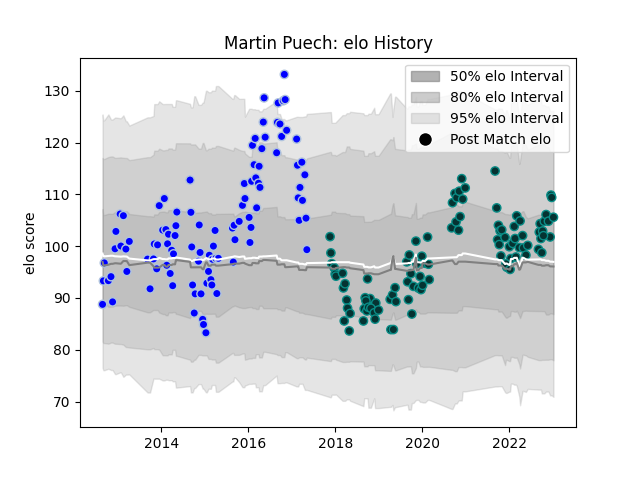 Martin Puech: elo History
50% elo Interval
80% elo Interval
95% elo Interval
Post Match elo
elo score
130
120
110
100
90
80
70
2014 2016 2018 2020 2022